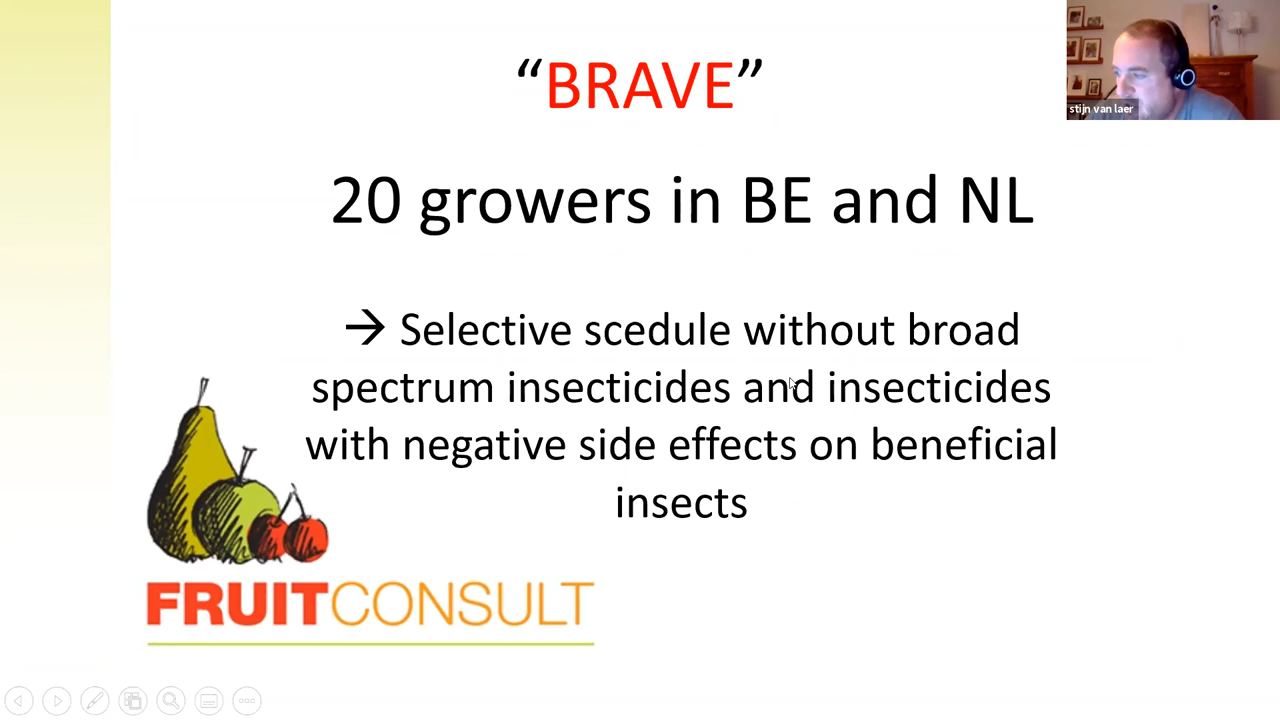 “BRAVE”
stijn van laer
20 growers in BE and NL
→ Selective scedule without broad
spectrum insecticides and insecticides
with negative side effects on beneficial
insects
FRUITCONSULT